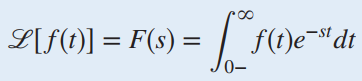 ℒ[f(t)] = F(s) = ∫₀₋^∞ f(t)e^{-st} dt